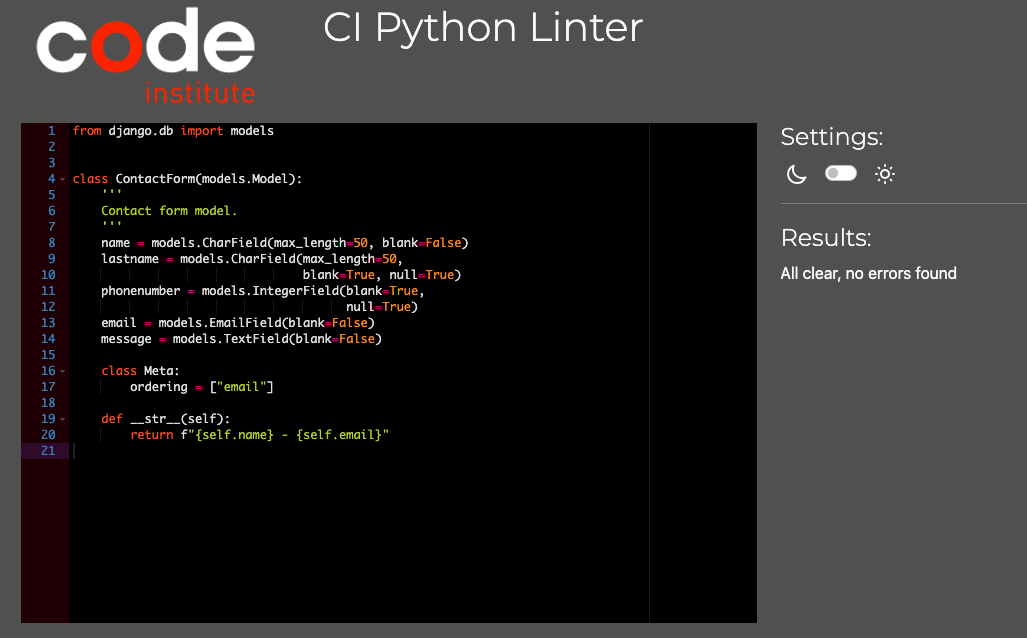 code
institute
CI Python Linter
1 from django.db import models
2
3
4 class ContactForm(models.Model):
5     '''
6     Contact form model.
7     '''
8     name = models.CharField(max_length=50, blank=False)
9     lastname = models.CharField(max_length=50,
10                                 blank=True, null=True)
11     phonenumber = models.IntegerField(blank=True,
12                                       null=True)
13     email = models.EmailField(blank=False)
14     message = models.TextField(blank=False)
15
16     class Meta:
17         ordering = ["email"]
18
19     def __str__(self):
20         return f"{self.name} - {self.email}"
21
Settings:
Results:
All clear, no errors found